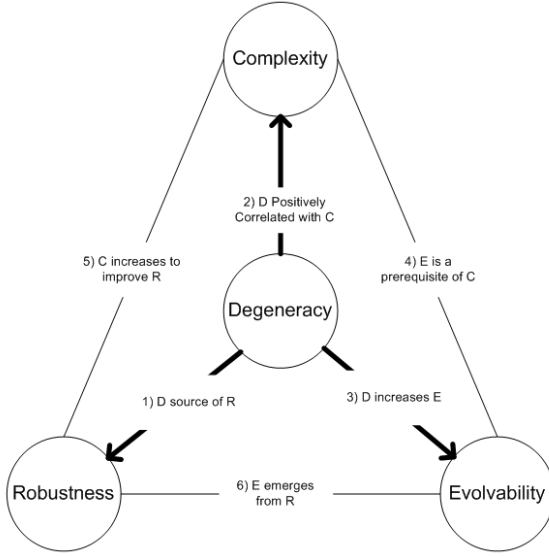 Complexity
2) D Positively
Correlated with C
5) C increases to
improve R
4) E is a
prerequisite of C
Degeneracy
1) D source of R
3) D increases E
Robustness
6) E emerges
from R
Evolvability